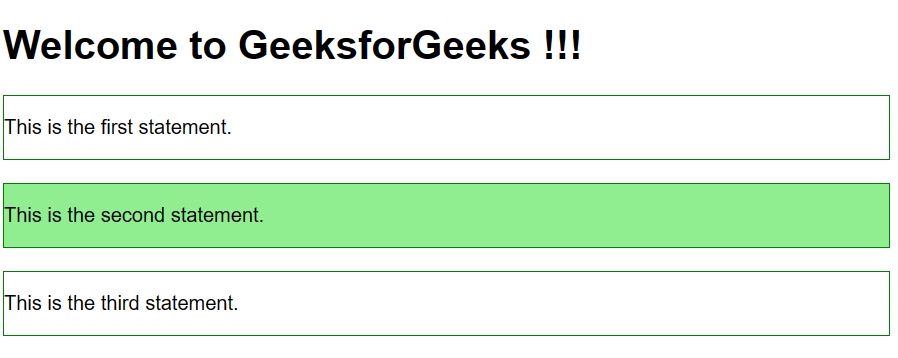 Welcome to GeeksforGeeks !!!
This is the first statement.
This is the second statement.
This is the third statement.